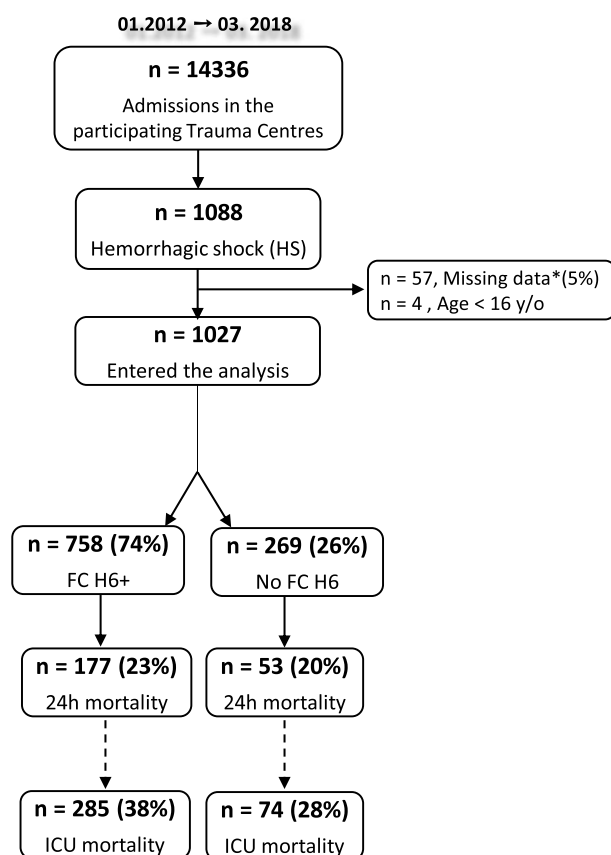 01.2012 → 03. 2018
n = 14336
Admissions in the
participating Trauma Centres
n = 1088
Hemorrhagic shock (HS)
n = 57, Missing data*(5%)
n = 4 , Age < 16 y/o
n = 1027
Entered the analysis
n = 758 (74%)
FC H6+
n = 269 (26%)
No FC H6
n = 177 (23%)
24h mortality
n = 53 (20%)
24h mortality
n = 285 (38%)
ICU mortality
n = 74 (28%)
ICU mortality